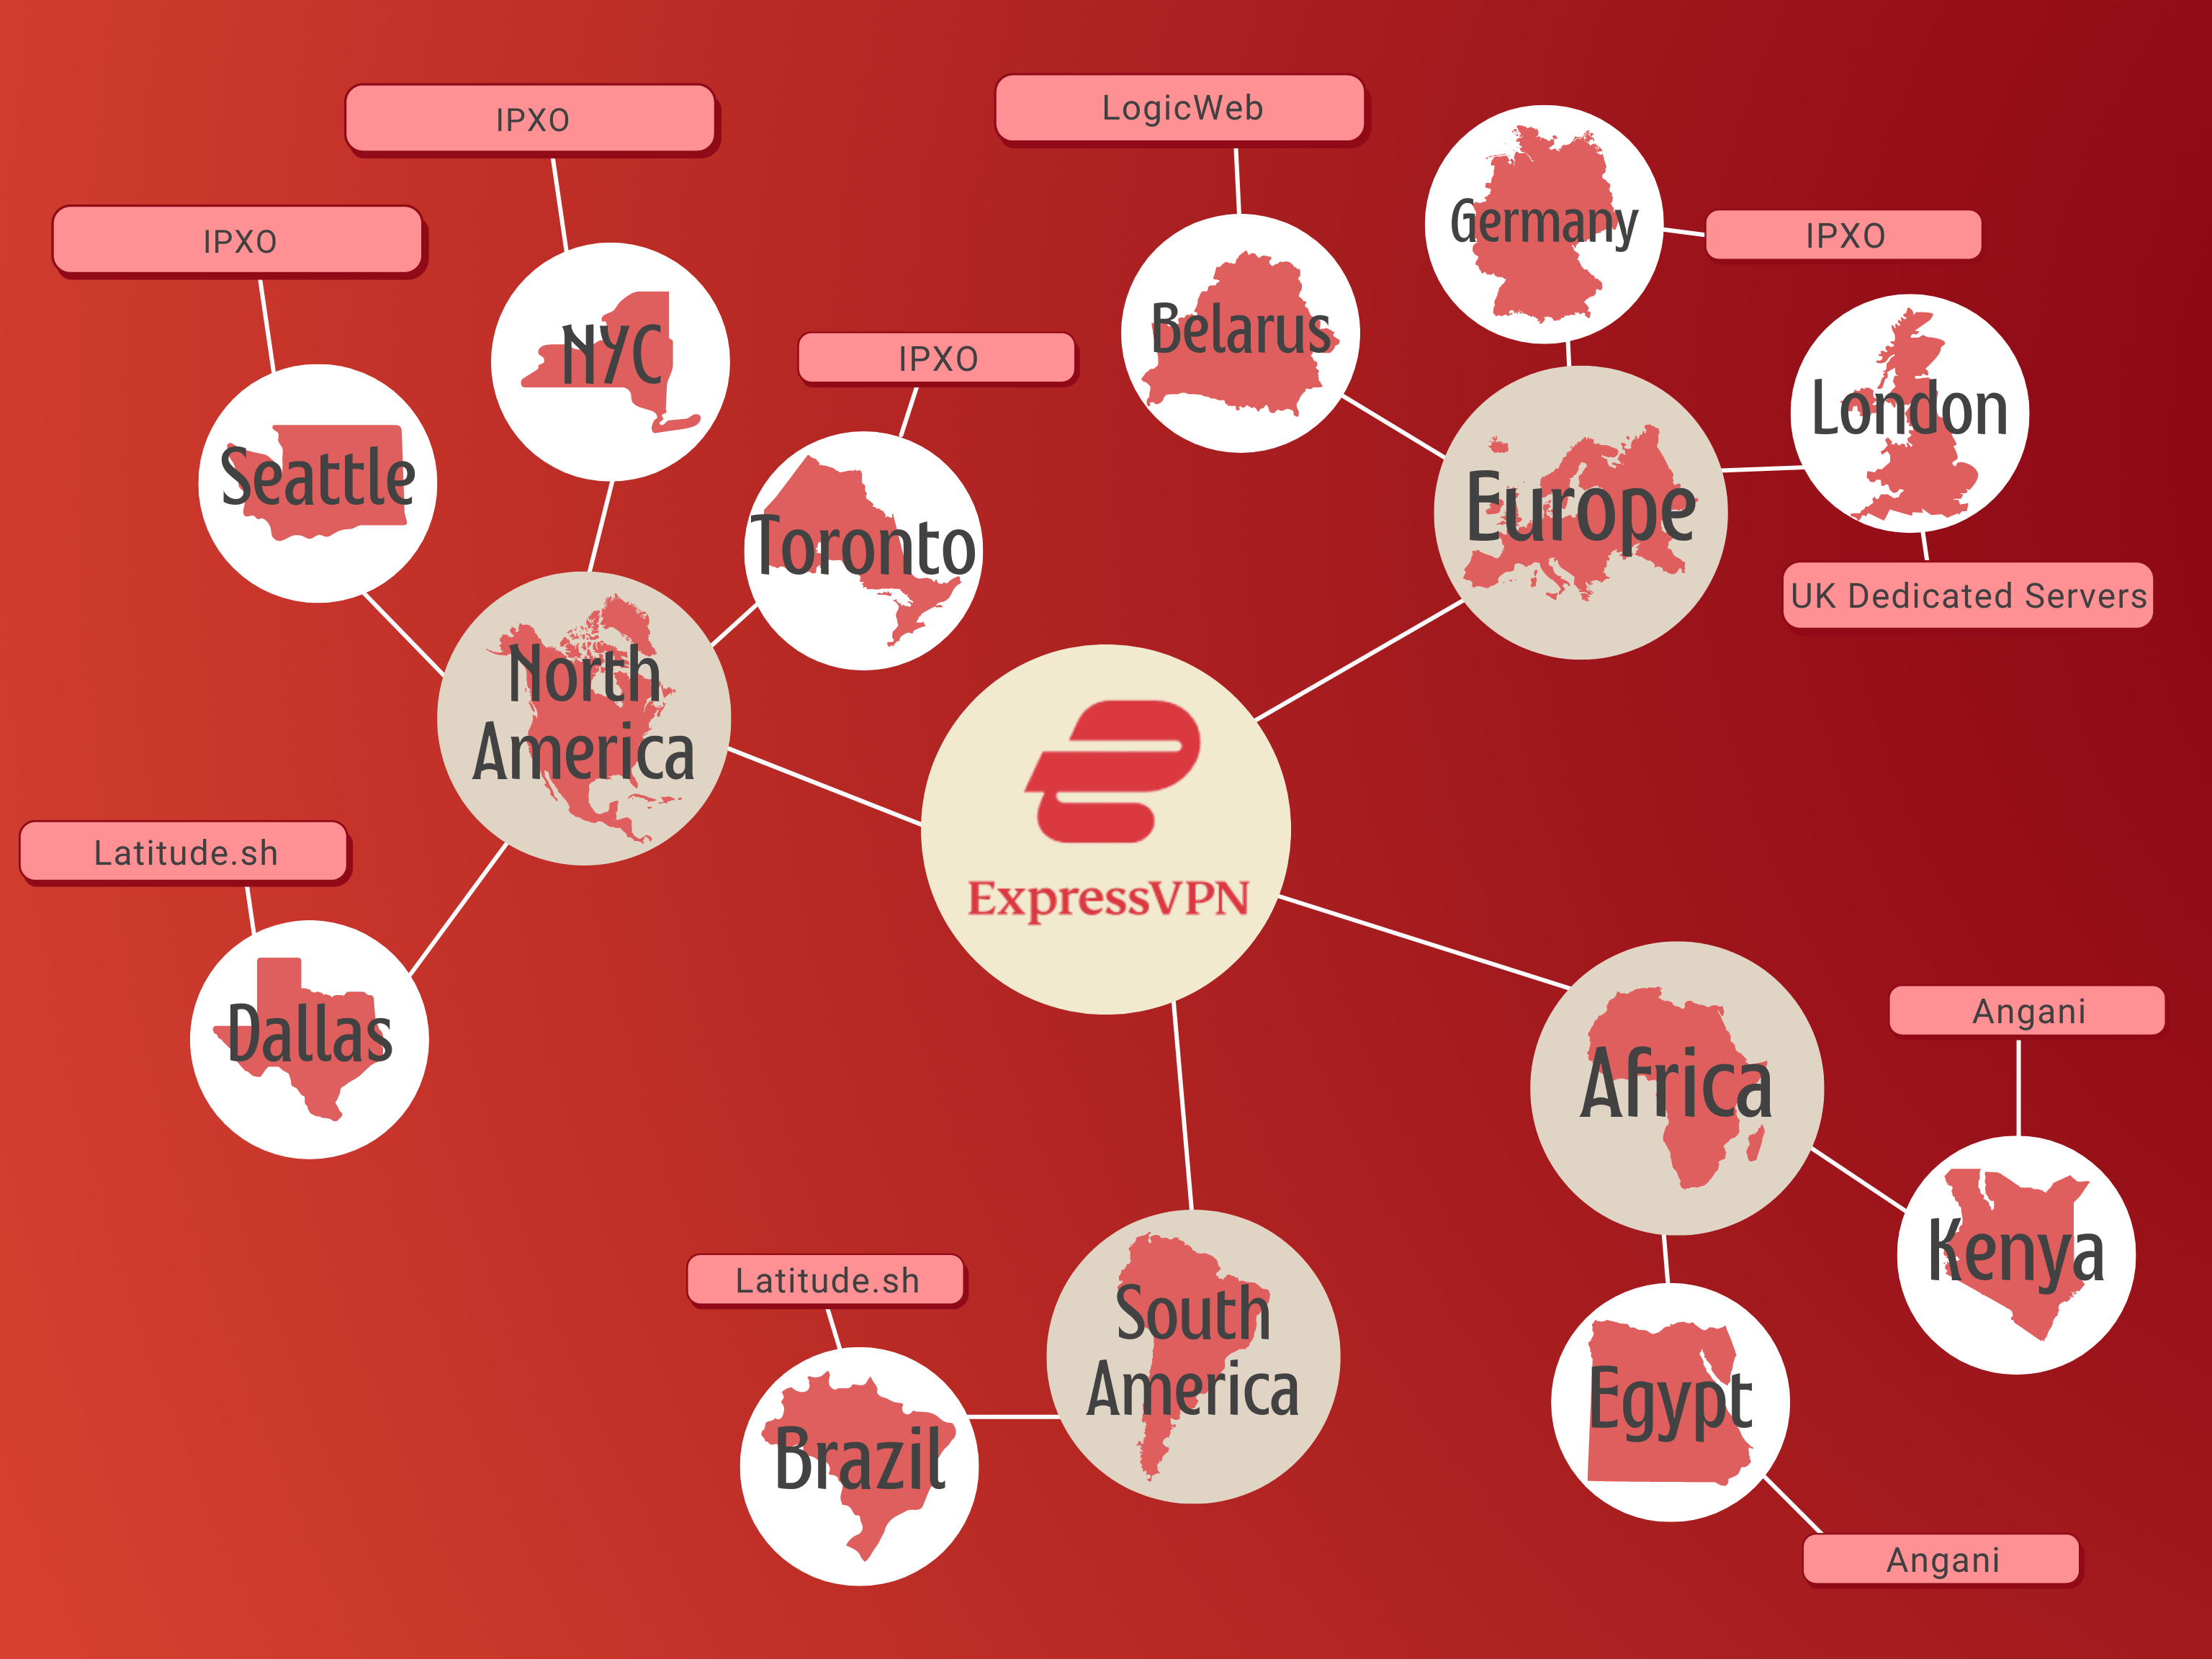 IPXO
IPXO
Seattle
NYC
IPXO
Toronto
North
America
Latitude.sh
Dallas
LogicWeb
Belarus
Germany
IPXO
London
UK Dedicated Servers
Europe
ExpressVPN
Africa
Angani
Kenya
Egypt
Angani
South
America
Latitude.sh
Brazil